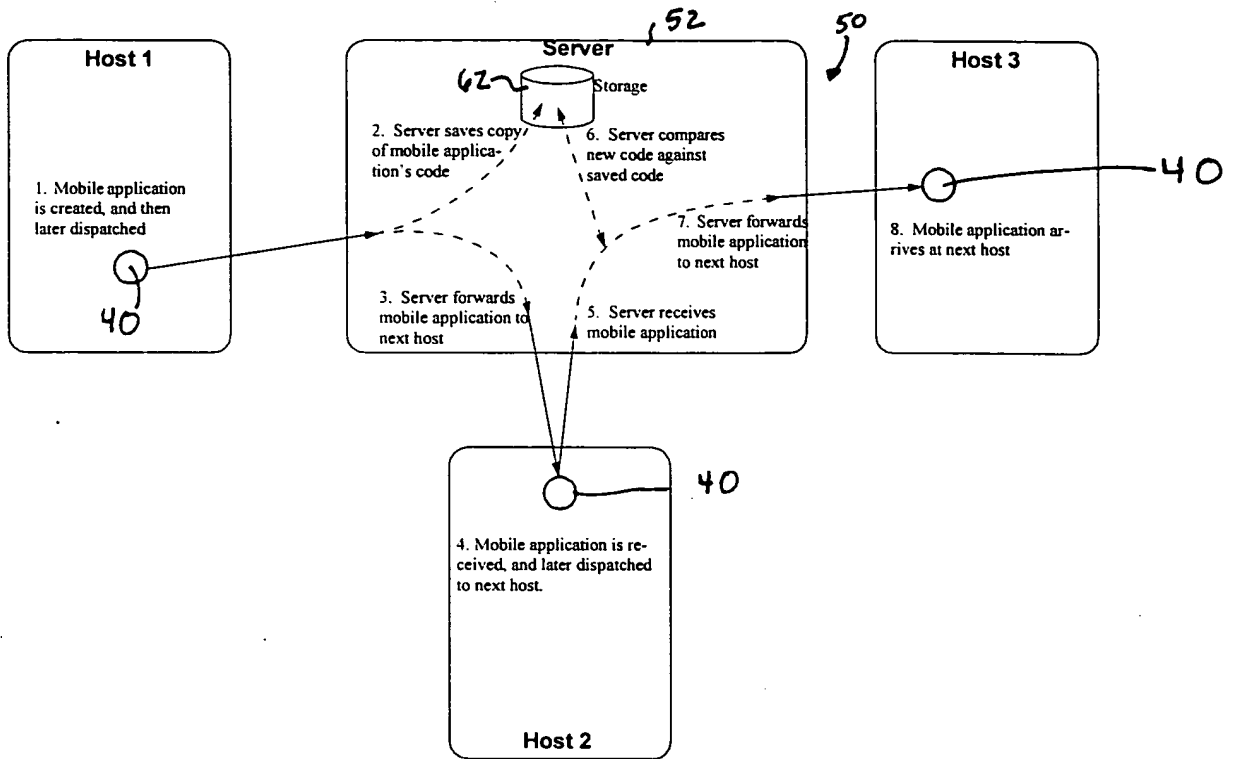 52
50
Host 1
Server
Host 3
62
Storage
2. Server saves copy
of mobile applica-
tion's code
6. Server compares
new code against
saved code
1. Mobile application
is created, and then
later dispatched
40
40
7. Server forwards
mobile application
to next host
8. Mobile application ar-
rives at next host
3. Server forwards
mobile application to
next host
5. Server receives
mobile application
40
4. Mobile application is re-
ceived, and later dispatched
to next host.
Host 2